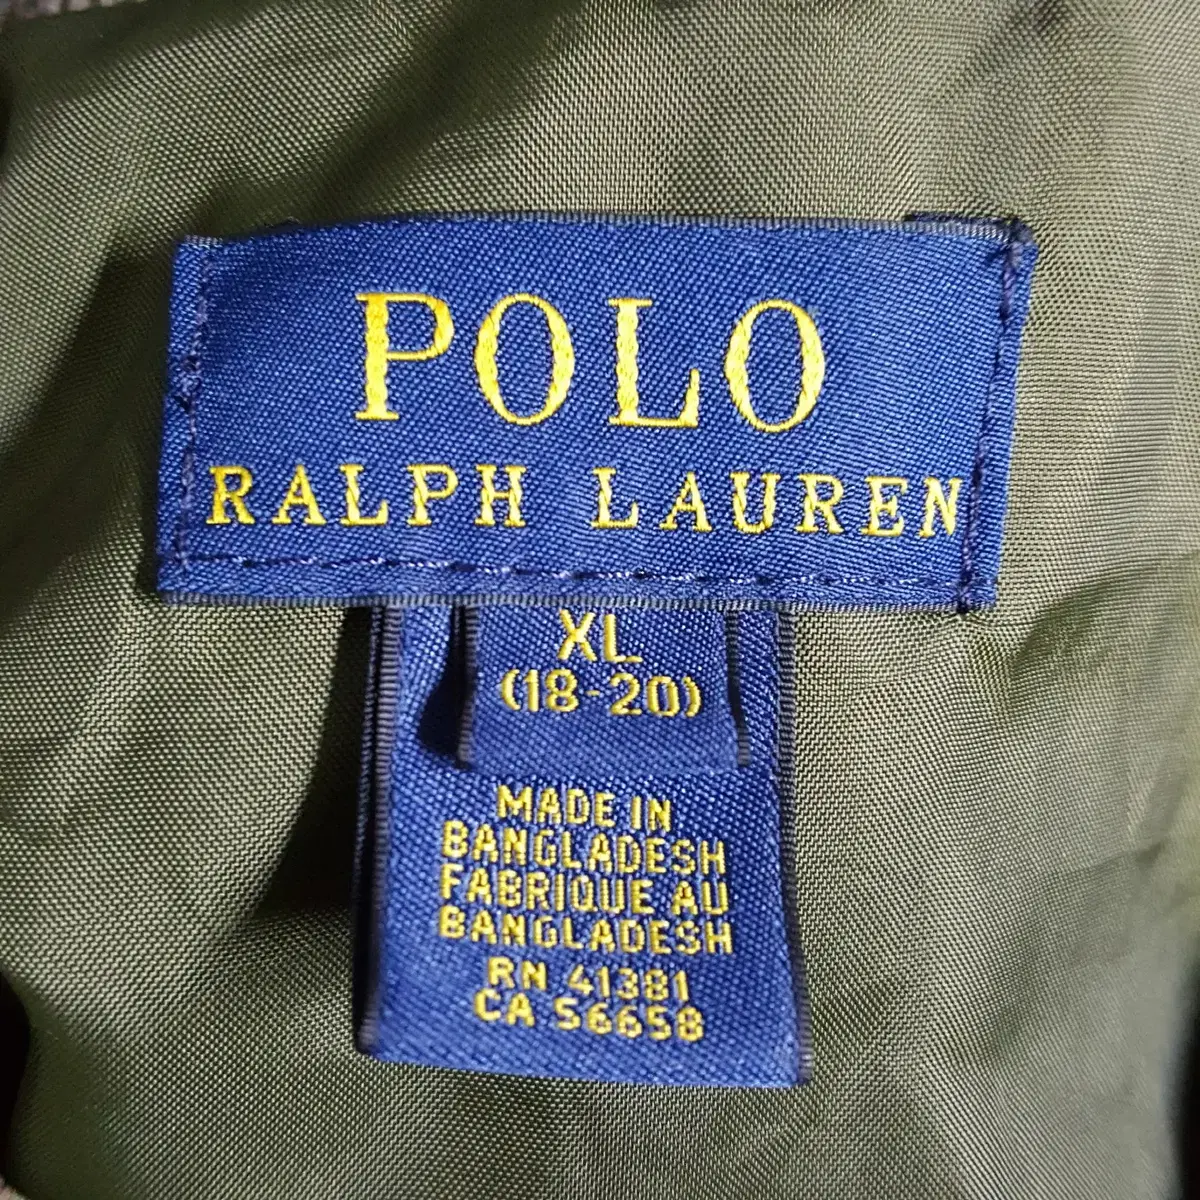 POLO
RALPH LAUREN
XL
(18-20)
MADE IN
BANGLADESH
FABRIQUE AU
BANGLADESH
RN 41381
CA 56658